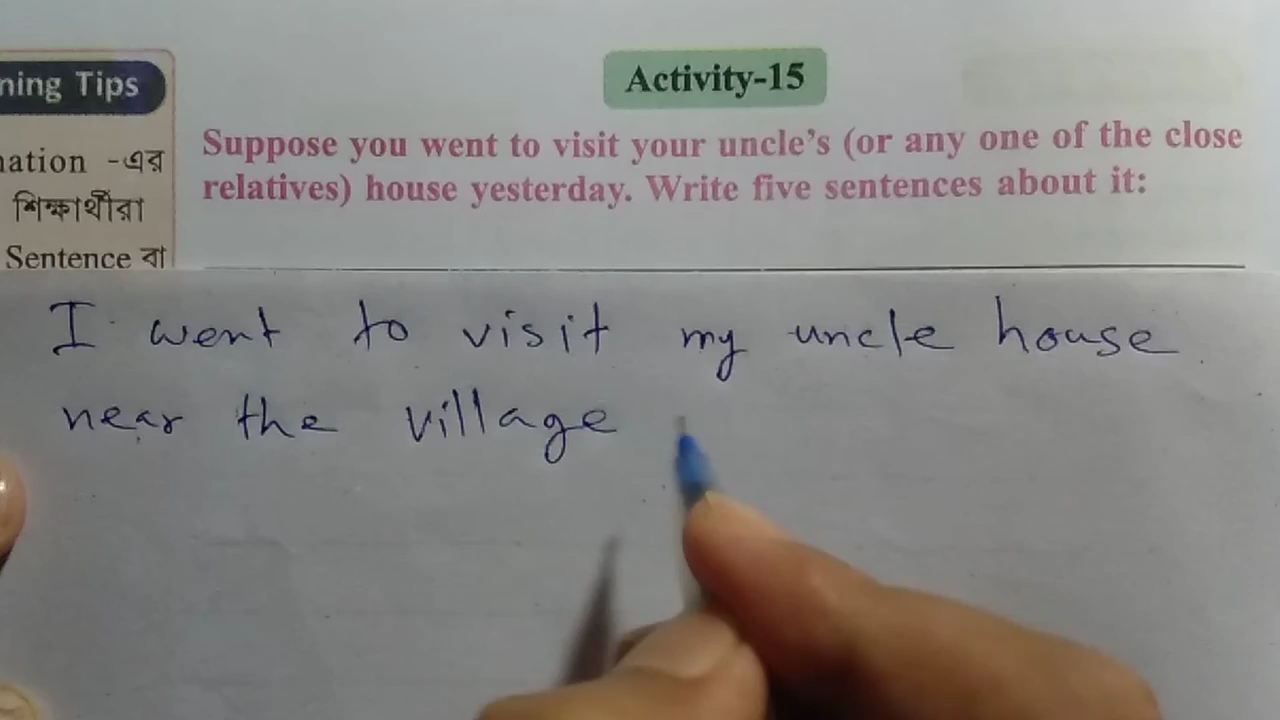 ning Tips
Activity-15
nation -এর
শিক্ষার্থীরা
Sentence বা
Suppose you went to visit your uncle's (or any one of the close
relatives) house yesterday. Write five sentences about it:
I went to visit my uncle house
near the village